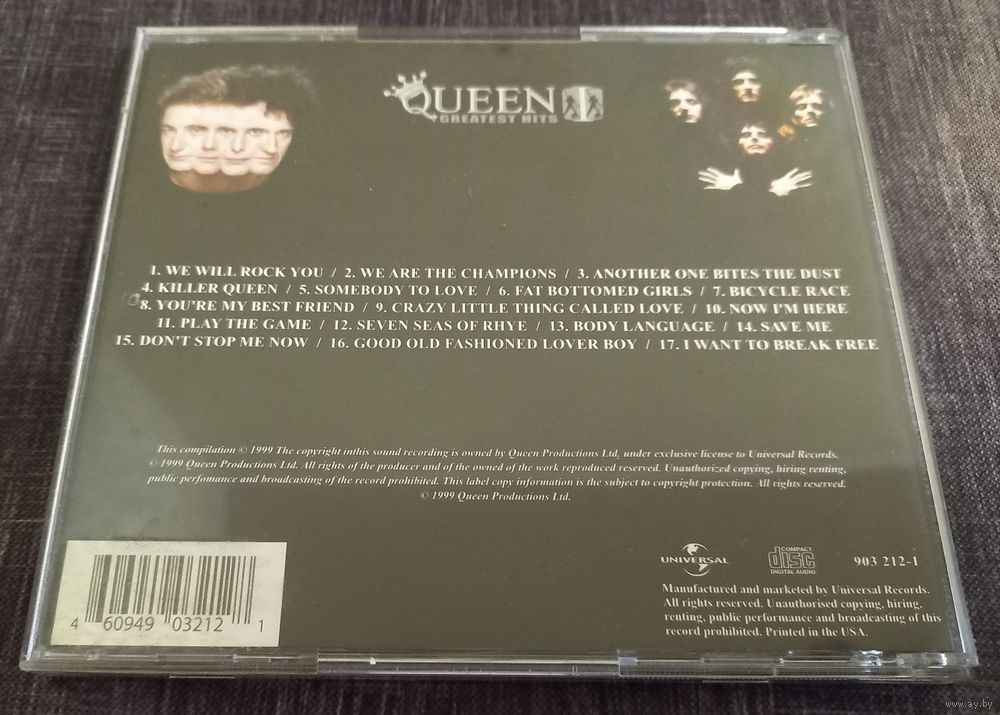 QUEEN I
GREATEST HITS
1. WE WILL ROCK YOU / 2. WE ARE THE CHAMPIONS / 3. ANOTHER ONE BITES THE DUST
4. KILLER QUEEN / 5. SOMEBODY TO LOVE / 6. FAT BOTTOMED GIRLS / 7. BICYCLE RACE
8. YOU'RE MY BEST FRIEND / 9. CRAZY LITTLE THING CALLED LOVE / 10. NOW I'M HERE
11. PLAY THE GAME / 12. SEVEN SEAS OF RHYE / 13. BODY LANGUAGE / 14. SAVE ME
15. DON'T STOP ME NOW / 16. GOOD OLD FASHIONED LOVER BOY / 17. I WANT TO BREAK FREE
This compilation © 1999 The copyright inthis sound recording is owned by Queen Productions Ltd, under exclusive license to Universal Records.
© 1999 Queen Productions Ltd. All rights of the producer and of the owned of the work reproduced reserved. Unauthorized copying, hiring renting,
public perfomance and broadcasting of the record prohibited. This label copy information is the subject to copyright protection. All rights reserved.
© 1999 Queen Productions Ltd.
UNIVERSAL
COMPACT
disc
DIGITAL AUDIO
903 212-1
Manufactured and marketed by Universal Records.
All rights reserved. Unauthorised copying, hiring,
renting, public performance and broadcasting of this
record prohibited. Printed in the USA.
4 60949 03212 1
www.ay.by